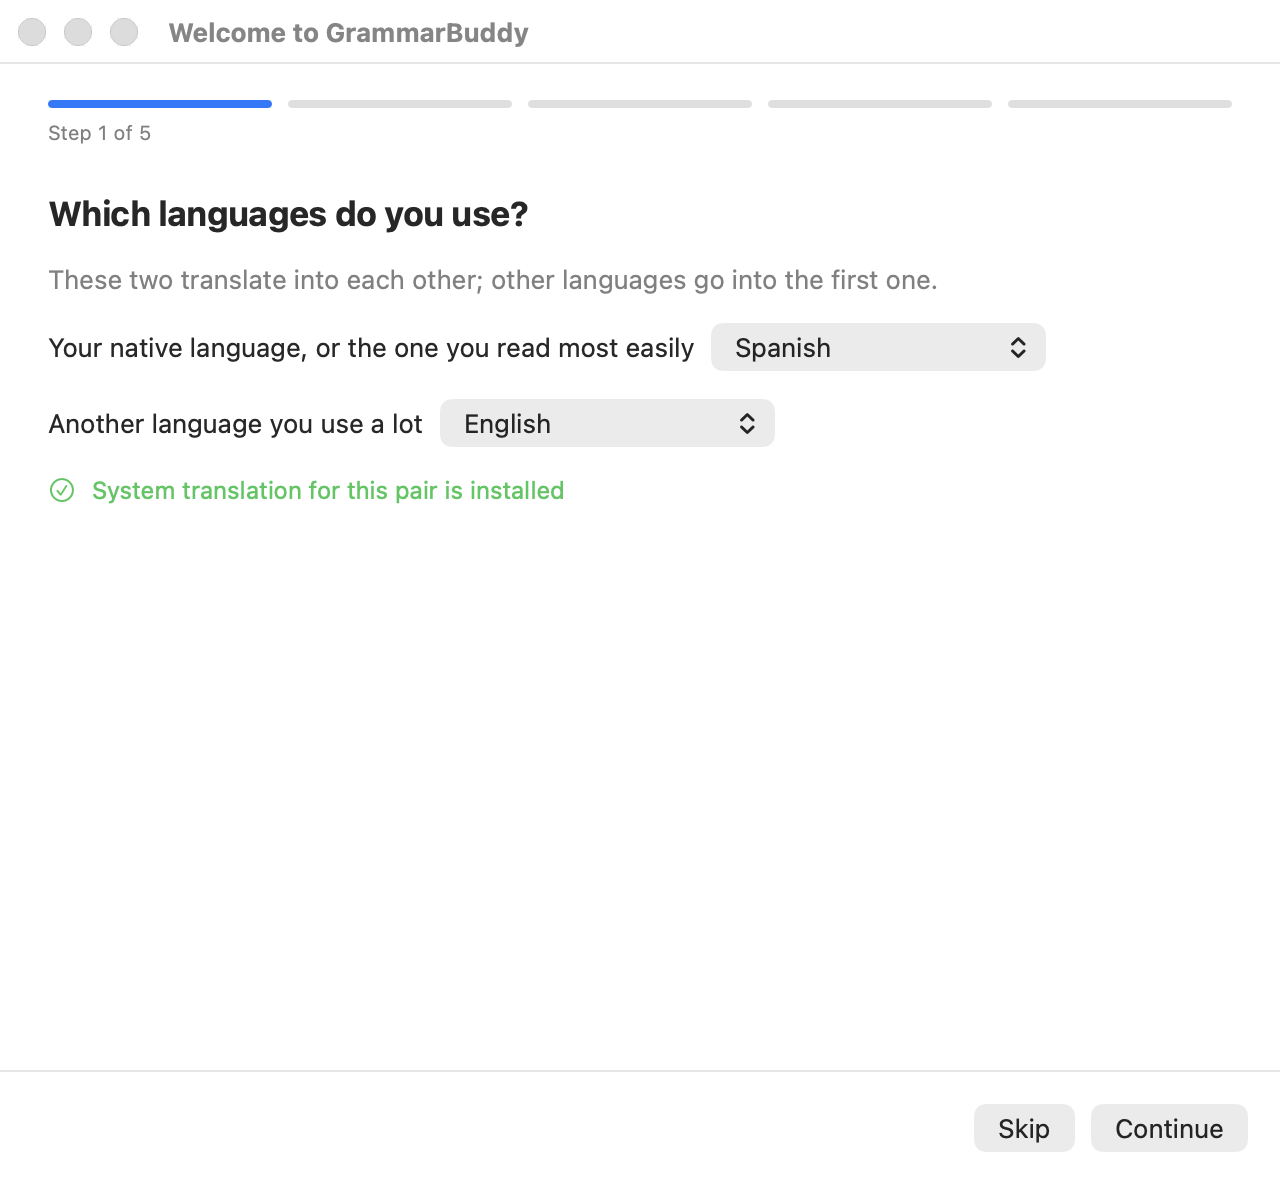 Welcome to GrammarBuddy
Step 1 of 5
Which languages do you use?
These two translate into each other; other languages go into the first one.
Your native language, or the one you read most easily Spanish
Another language you use a lot English
System translation for this pair is installed
Skip Continue